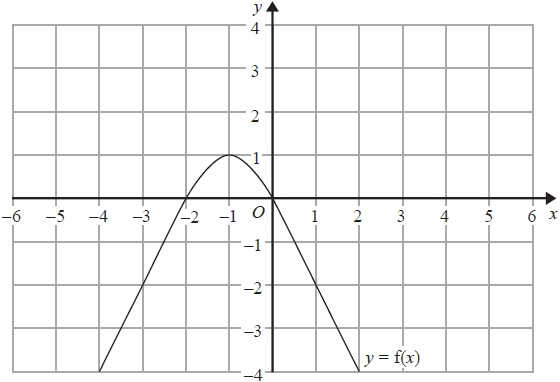 y
4
3
2
1
–6 –5 –4 –3 –2 –1 O 1 2 3 4 5 6 x
–1
–2
–3
y = f(x)
–4